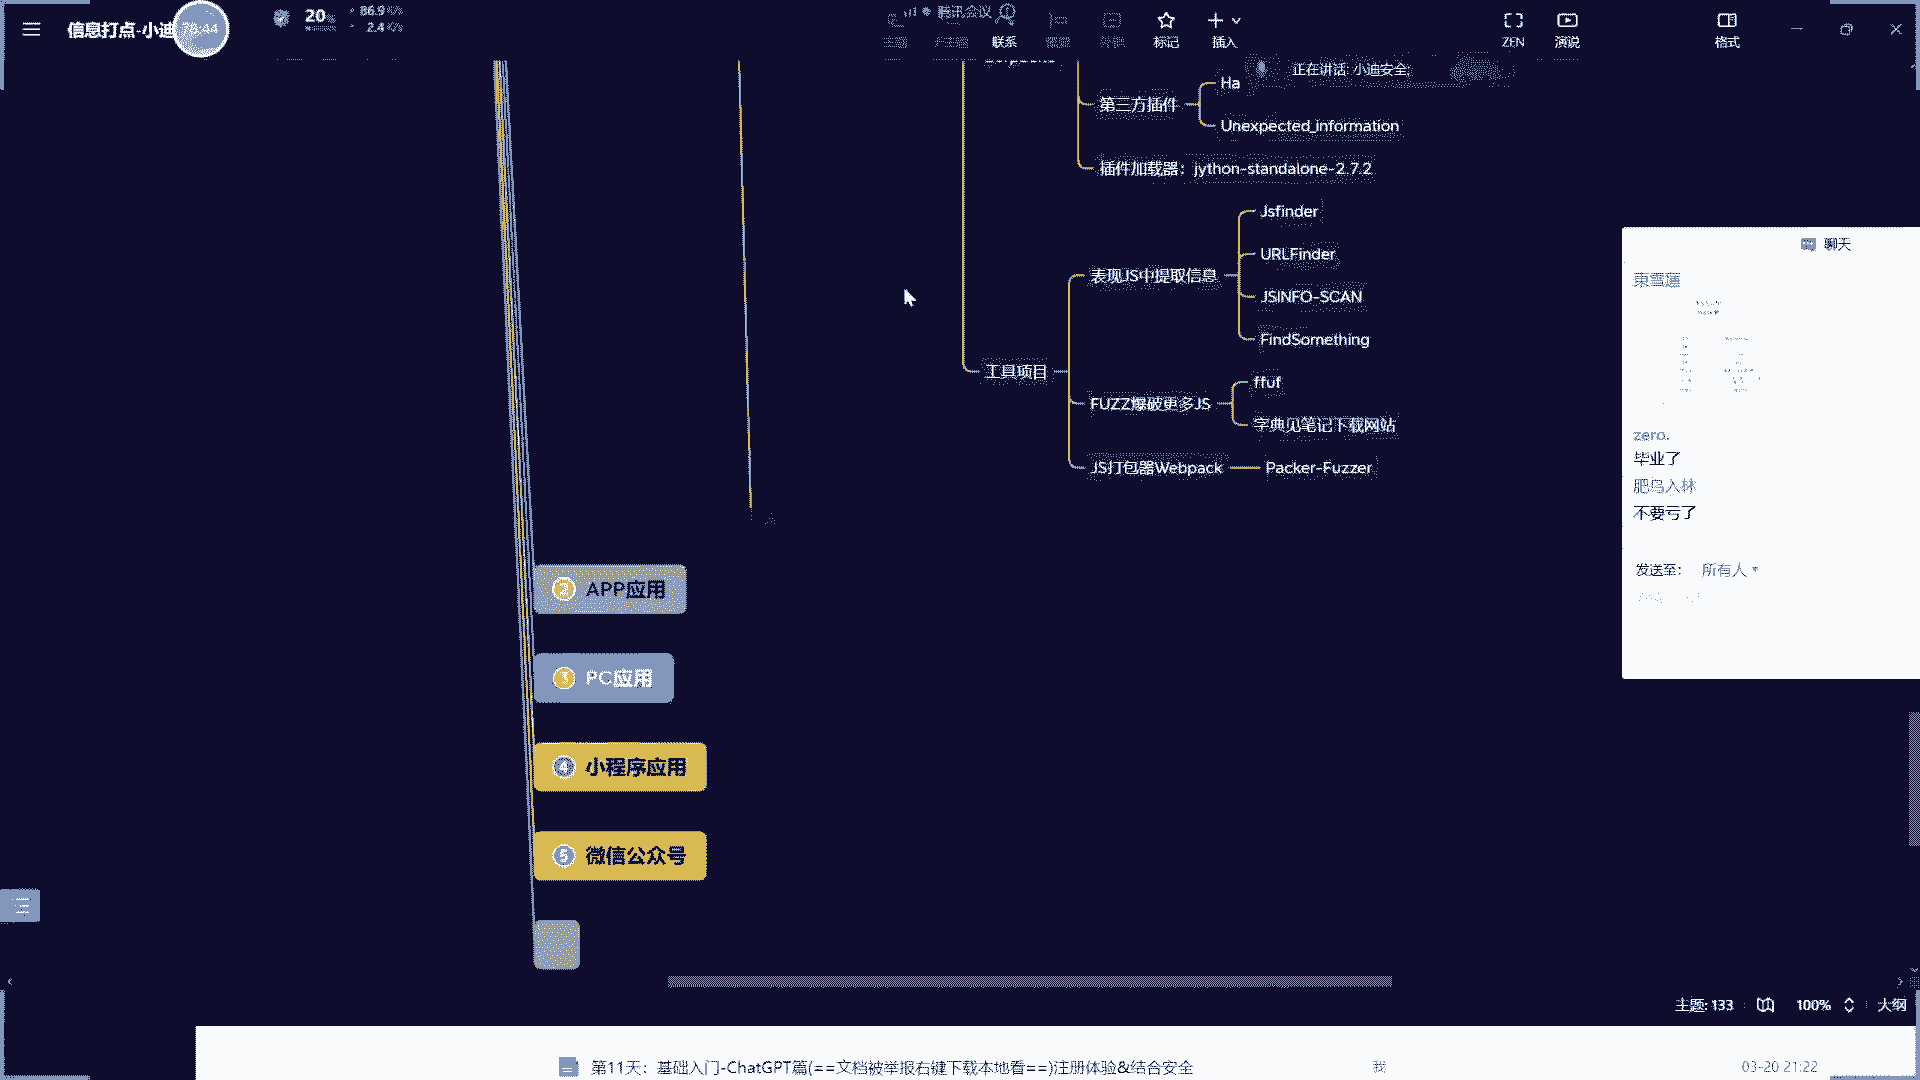 信息打点-小迪
78:44
20%
86.9 K/s
2.4 K/s
腾讯会议
联系
标记
插入
ZEN
演说
格式
正在讲话: 小迪安全;
第三方插件
Ha
Unexpected_information
插件加载器：jython-standalone-2.7.2
工具项目
表现JS中提取信息
Jsfinder
URLFinder
JSINFO-SCAN
FindSomething
FUZZ爆破更多JS
ffuf
字典见笔记下载网站
JS打包器Webpack
Packer-Fuzzer
2 APP应用
3 PC应用
4 小程序应用
5 微信公众号
聊天
東雪蓮
zero.
毕业了
肥鸟入林
不要亏了
发送至： 所有人
主题: 133
100%
大纲
第11天：基础入门-ChatGPT篇(==文档被举报右键下载本地看==)注册体验&结合安全
我
03-20 21:22